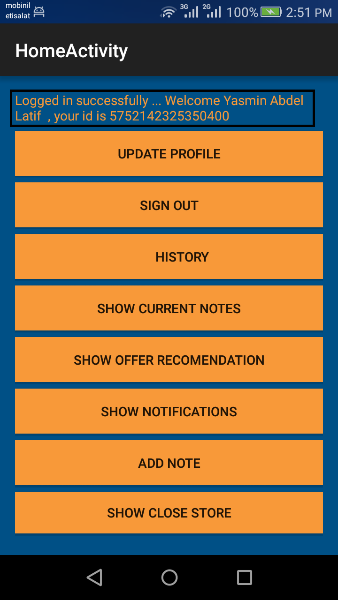 mobinil
etisalat
3G
2G
100%
2:51 PM
HomeActivity
Logged in successfully ... Welcome Yasmin Abdel
Latif , your id is 5752142325350400
UPDATE PROFILE
SIGN OUT
HISTORY
SHOW CURRENT NOTES
SHOW OFFER RECOMENDATION
SHOW NOTIFICATIONS
ADD NOTE
SHOW CLOSE STORE